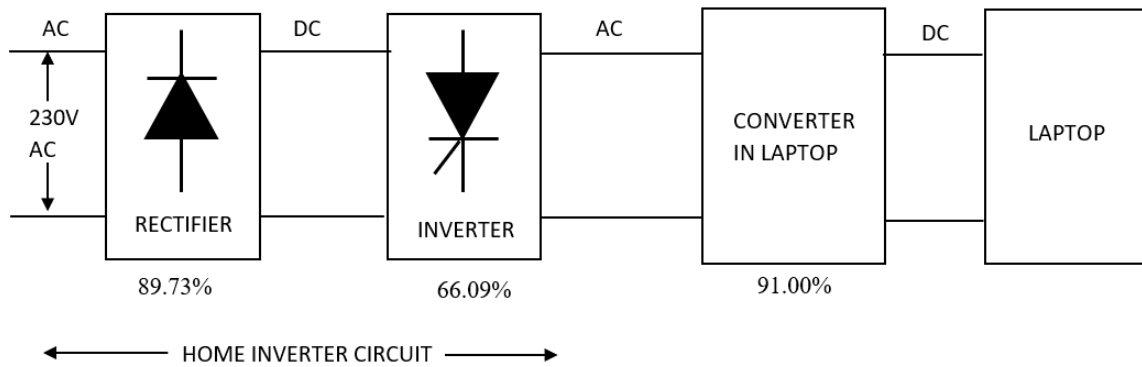 AC
DC
AC
DC
230V
AC
CONVERTER
IN LAPTOP
LAPTOP
RECTIFIER
INVERTER
89.73%
66.09%
91.00%
HOME INVERTER CIRCUIT